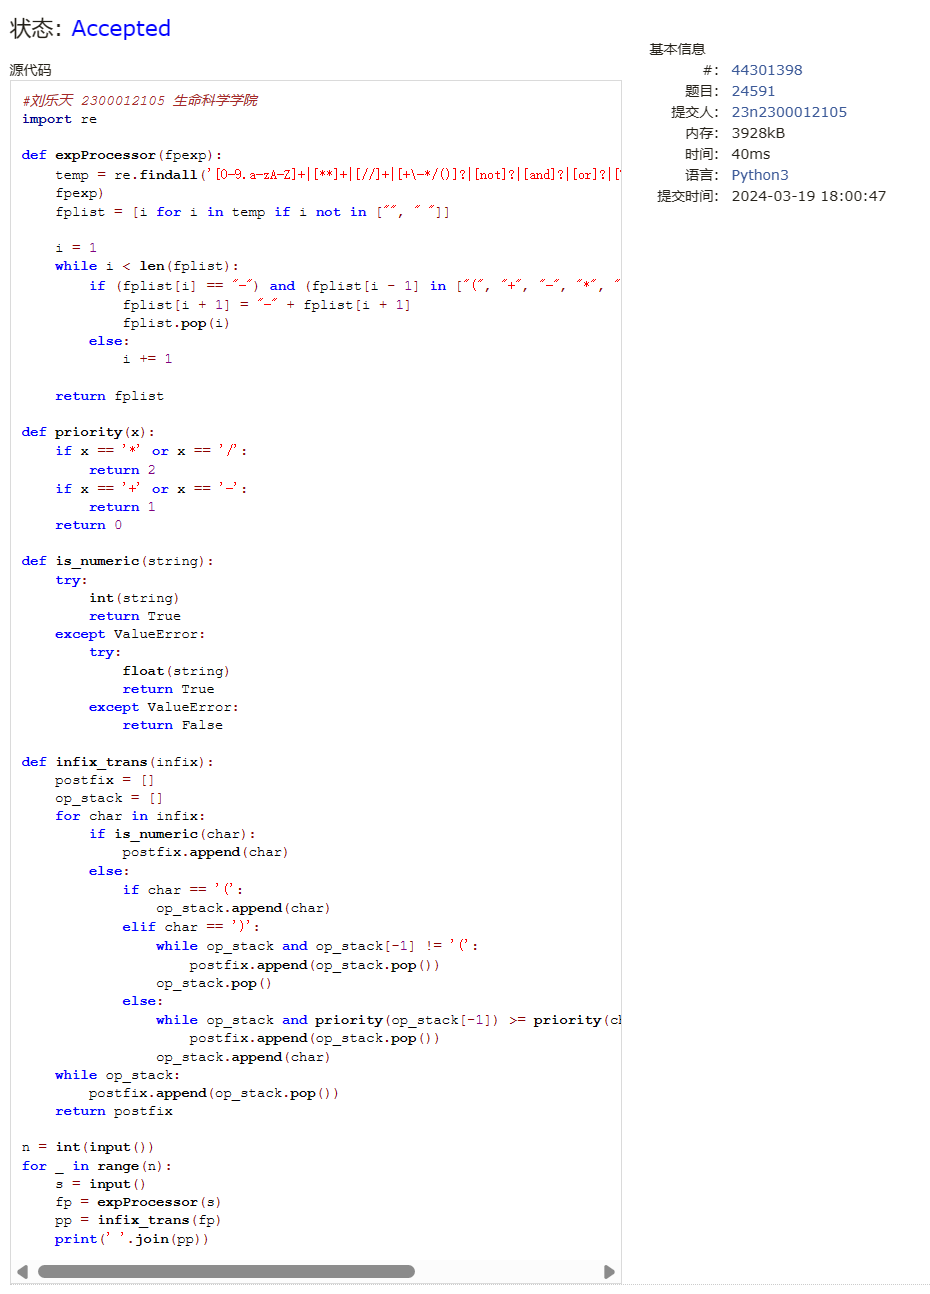 状态: Accepted
源代码
#刘乐天 2300012105 生命科学学院
import re
def expProcessor(fpexp):
    temp = re.findall('[0-9.a-zA-Z]+|[**]+|[//]+|[+\-*/()]?|[not]?|[and]?|[or]?|[
fpexp)
    fplist = [i for i in temp if i not in ["", " "]]
    i = 1
    while i < len(fplist):
        if (fplist[i] == "-") and (fplist[i - 1] in ["(", "+", "-", "*", "
            fplist[i + 1] = "-" + fplist[i + 1]
            fplist.pop(i)
        else:
            i += 1
    return fplist
def priority(x):
    if x == '*' or x == '/':
        return 2
    if x == '+' or x == '-':
        return 1
    return 0
def is_numeric(string):
    try:
        int(string)
        return True
    except ValueError:
        try:
            float(string)
            return True
        except ValueError:
            return False
def infix_trans(infix):
    postfix = []
    op_stack = []
    for char in infix:
        if is_numeric(char):
            postfix.append(char)
        else:
            if char == '(':
                op_stack.append(char)
            elif char == ')':
                while op_stack and op_stack[-1] != '(':
                    postfix.append(op_stack.pop())
                op_stack.pop()
            else:
                while op_stack and priority(op_stack[-1]) >= priority(ch
                    postfix.append(op_stack.pop())
                op_stack.append(char)
    while op_stack:
        postfix.append(op_stack.pop())
    return postfix
n = int(input())
for _ in range(n):
    s = input()
    fp = expProcessor(s)
    pp = infix_trans(fp)
    print(' '.join(pp))
基本信息
#: 44301398
题目: 24591
提交人: 23n2300012105
内存: 3928kB
时间: 40ms
语言: Python3
提交时间: 2024-03-19 18:00:47